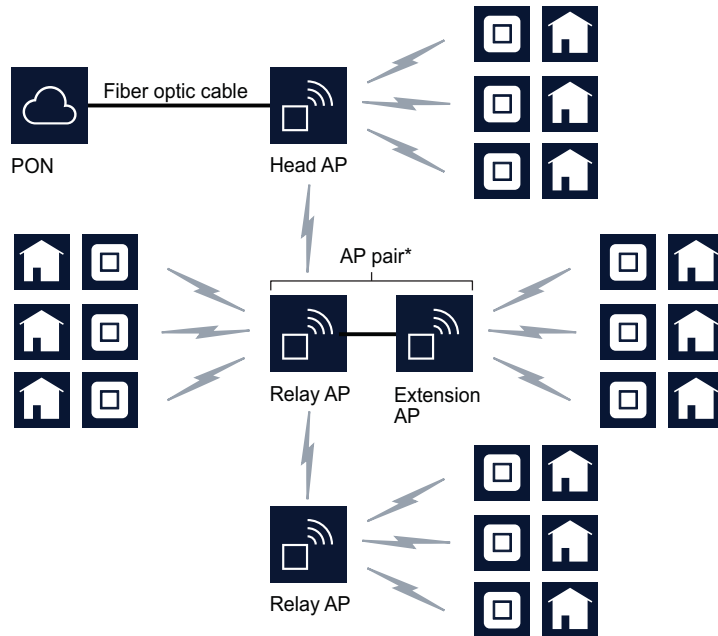 Fiber optic cable
PON
Head AP
AP pair*
Relay AP
Extension
AP
Relay AP